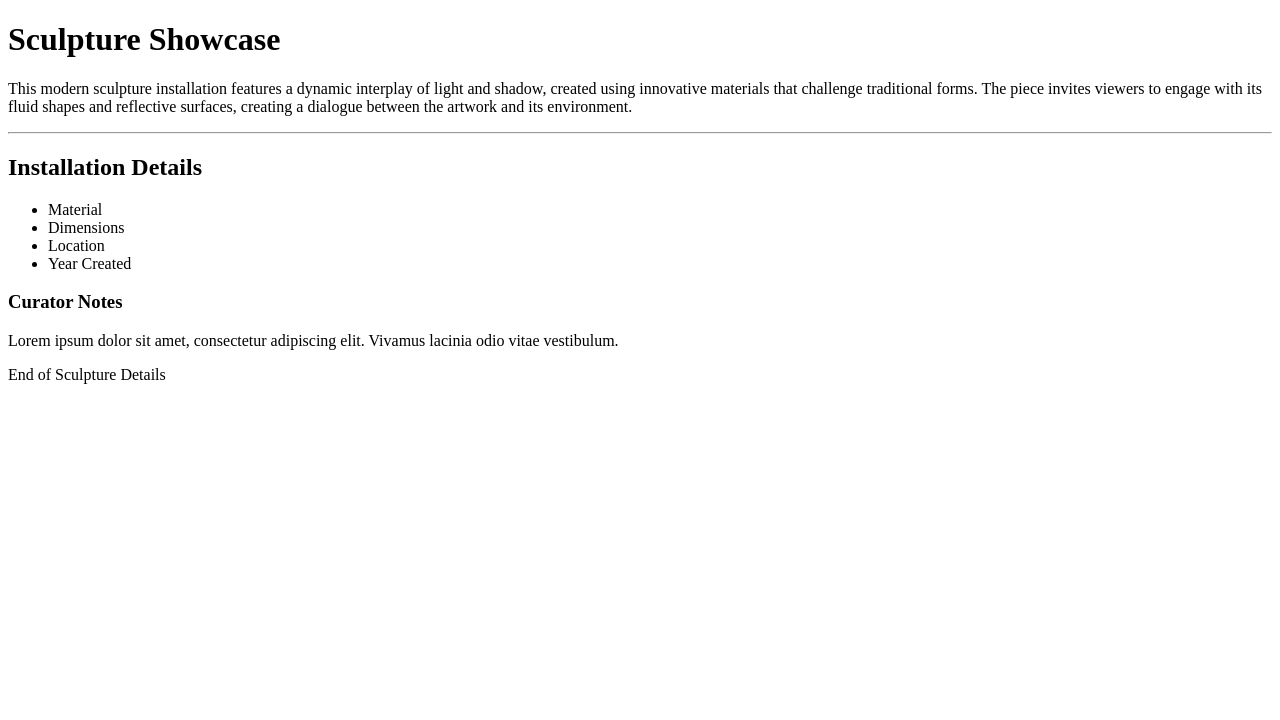 Sculpture Showcase
This modern sculpture installation features a dynamic interplay of light and shadow, created using innovative materials that challenge traditional forms. The piece invites viewers to engage with its
fluid shapes and reflective surfaces, creating a dialogue between the artwork and its environment.
Installation Details
Material
Dimensions
Location
Year Created
Curator Notes
Lorem ipsum dolor sit amet, consectetur adipiscing elit. Vivamus lacinia odio vitae vestibulum.
End of Sculpture Details